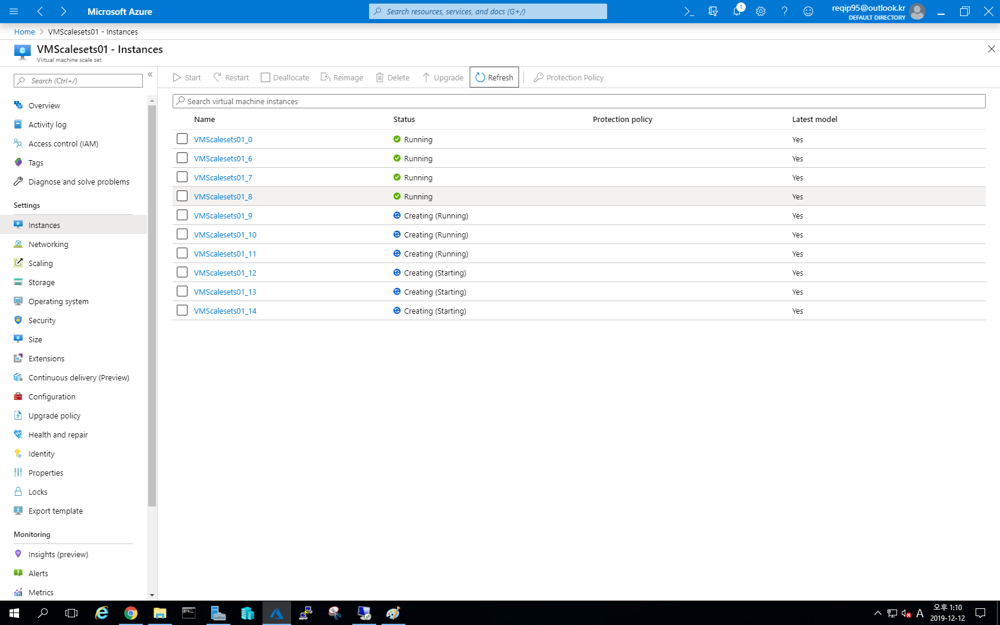 Microsoft Azure
Search resources, services, and docs (G+/)
1
reqip95@outlook.kr
DEFAULT DIRECTORY
Home > VMScalesets01 - Instances
VMScalesets01 - Instances
Virtual machine scale set
Search (Ctrl+/)
«
Overview
Activity log
Access control (IAM)
Tags
Diagnose and solve problems
Settings
Instances
Networking
Scaling
Storage
Operating system
Security
Size
Extensions
Continuous delivery (Preview)
Configuration
Upgrade policy
Health and repair
Identity
Properties
Locks
Export template
Monitoring
Insights (preview)
Alerts
Metrics
Start Restart Deallocate Reimage Delete Upgrade Refresh Protection Policy
Search virtual machine instances
Name Status Protection policy Latest model
VMScalesets01_0 Running Yes
VMScalesets01_6 Running Yes
VMScalesets01_7 Running Yes
VMScalesets01_8 Running Yes
VMScalesets01_9 Creating (Running) Yes
VMScalesets01_10 Creating (Running) Yes
VMScalesets01_11 Creating (Running) Yes
VMScalesets01_12 Creating (Starting) Yes
VMScalesets01_13 Creating (Starting) Yes
VMScalesets01_14 Creating (Starting) Yes
A
오후 1:10
2019-12-12